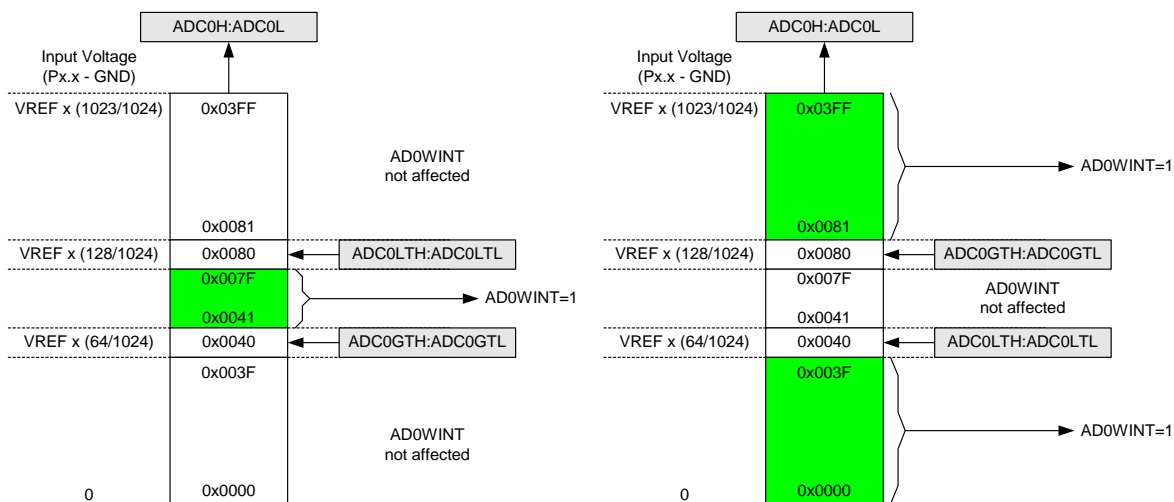 ADC0H:ADC0L
Input Voltage
(Px.x - GND)
VREF x (1023/1024)
0x03FF
AD0WINT
not affected
0x0081
VREF x (128/1024)
0x0080
ADC0LTH:ADC0LTL
0x007F
AD0WINT=1
0x0041
VREF x (64/1024)
0x0040
ADC0GTH:ADC0GTL
0x003F
AD0WINT
not affected
0
0x0000
ADC0H:ADC0L
Input Voltage
(Px.x - GND)
VREF x (1023/1024)
0x03FF
AD0WINT=1
0x0081
VREF x (128/1024)
0x0080
ADC0GTH:ADC0GTL
0x007F
AD0WINT
not affected
0x0041
VREF x (64/1024)
0x0040
ADC0LTH:ADC0LTL
0x003F
AD0WINT=1
0
0x0000